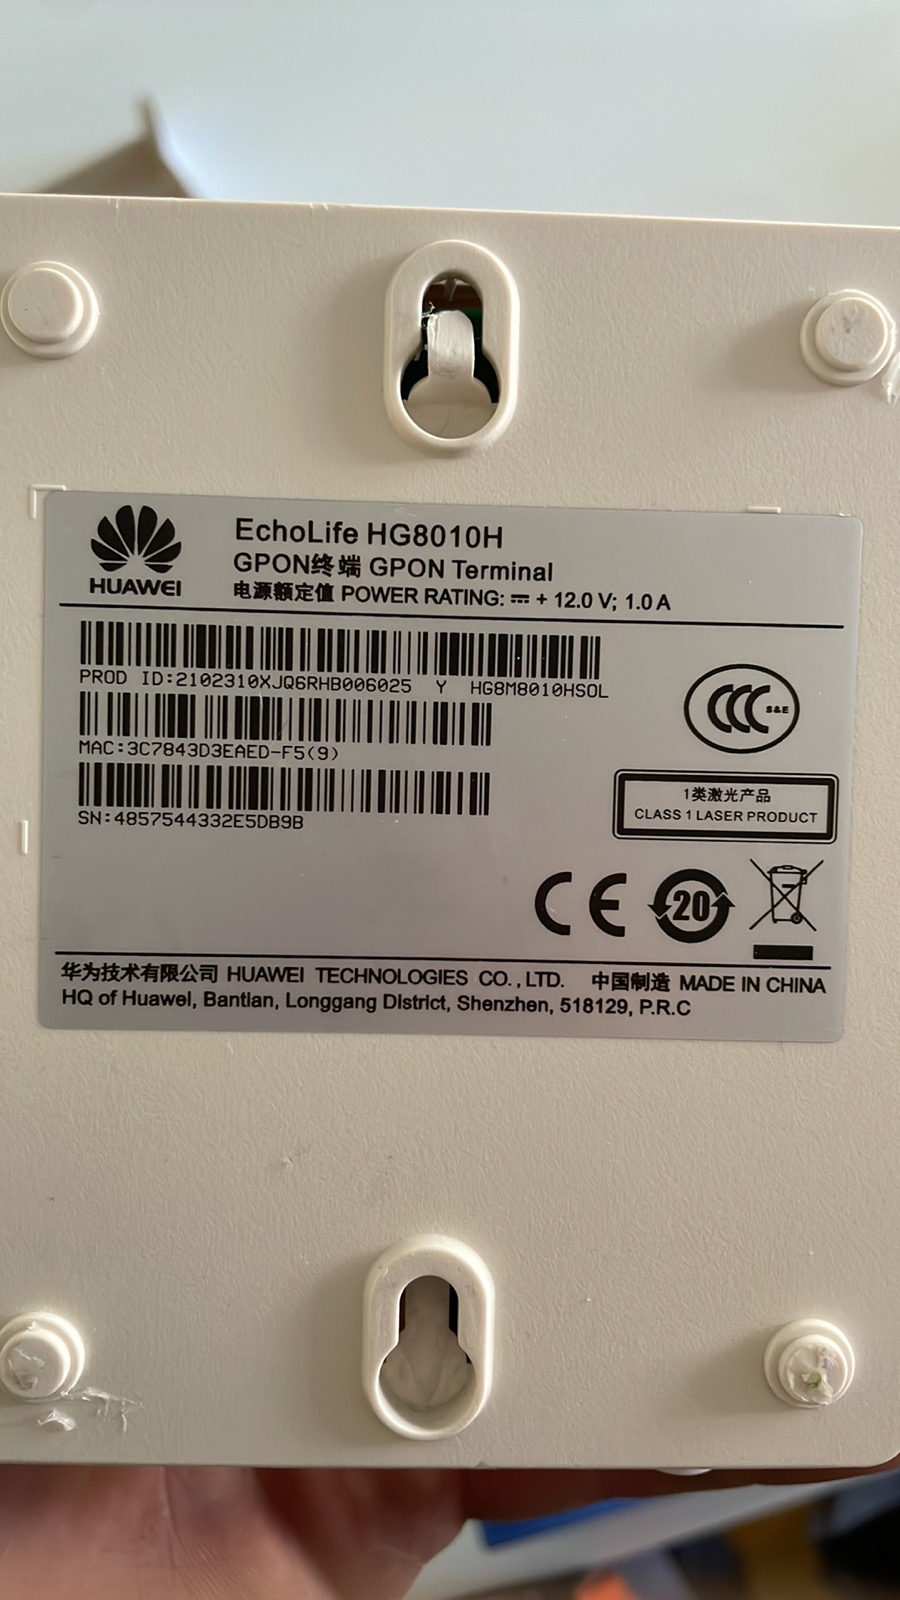 HUAWEI
EchoLife HG8010H
GPON终端 GPON Terminal
电源额定值 POWER RATING: ⎓ + 12.0 V; 1.0 A
PROD ID:2102310XJQ6RHB006025 Y HG8M8010HSOL
MAC:3C7843D3EAED-F5(9)
SN:4857544332E5DB9B
CCC S&E
1类激光产品
CLASS 1 LASER PRODUCT
CE
20
华为技术有限公司 HUAWEI TECHNOLOGIES CO., LTD. 中国制造 MADE IN CHINA
HQ of Huawei, Bantian, Longgang District, Shenzhen, 518129, P.R.C